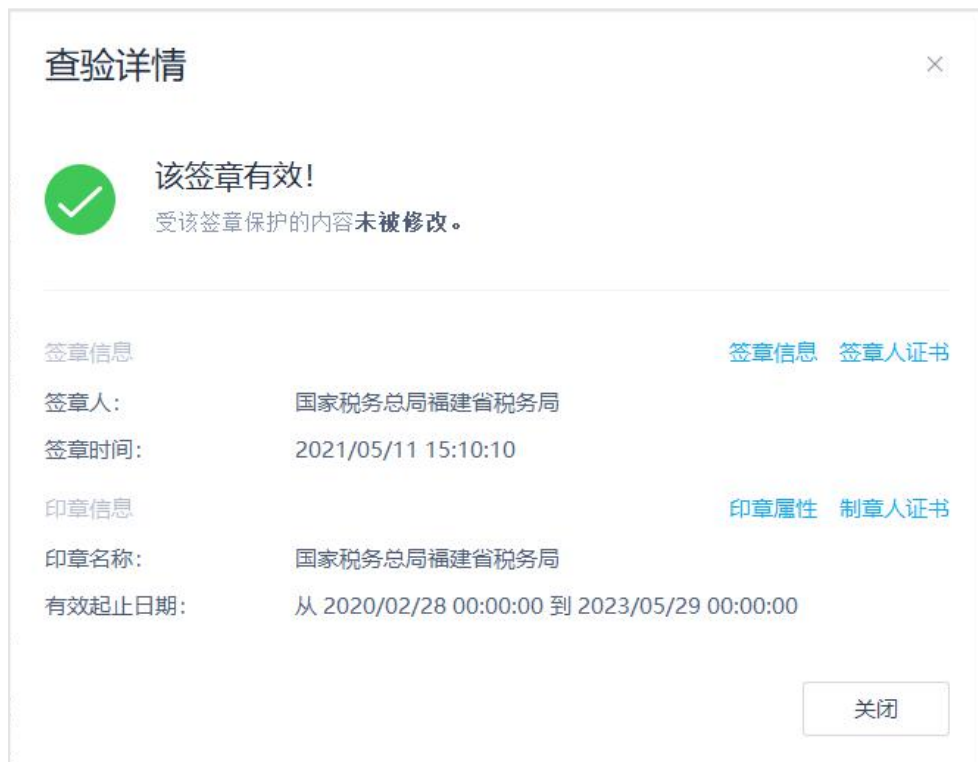 查验详情
该签章有效!
受该签章保护的内容未被修改。
签章信息 签章信息 签章人证书
签章人: 国家税务总局福建省税务局
签章时间: 2021/05/11 15:10:10
印章信息 印章属性 制章人证书
印章名称: 国家税务总局福建省税务局
有效起止日期: 从 2020/02/28 00:00:00 到 2023/05/29 00:00:00
关闭